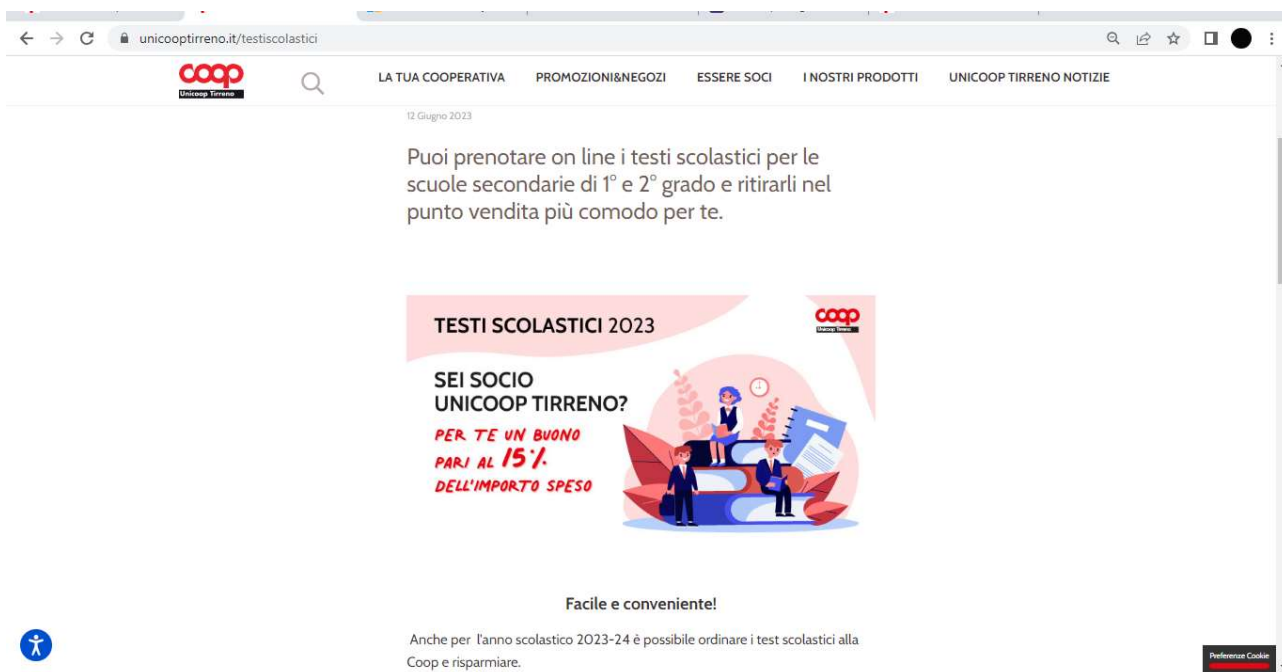 unicooptirreno.it/testiscolastici
coop
Unicoop Tirreno
LA TUA COOPERATIVA PROMOZIONI&NEGOZI ESSERE SOCI I NOSTRI PRODOTTI UNICOOP TIRRENO NOTIZIE
12 Giugno 2023
Puoi prenotare on line i testi scolastici per le
scuole secondarie di 1° e 2° grado e ritirarli nel
punto vendita più comodo per te.
TESTI SCOLASTICI 2023
coop
Unicoop Tirreno
SEI SOCIO
UNICOOP TIRRENO?
PER TE UN BUONO
PARI AL 15%
DELL'IMPORTO SPESO
Facile e conveniente!
Anche per l'anno scolastico 2023-24 è possibile ordinare i test scolastici alla
Coop e risparmiare.
Preferenze Cookie